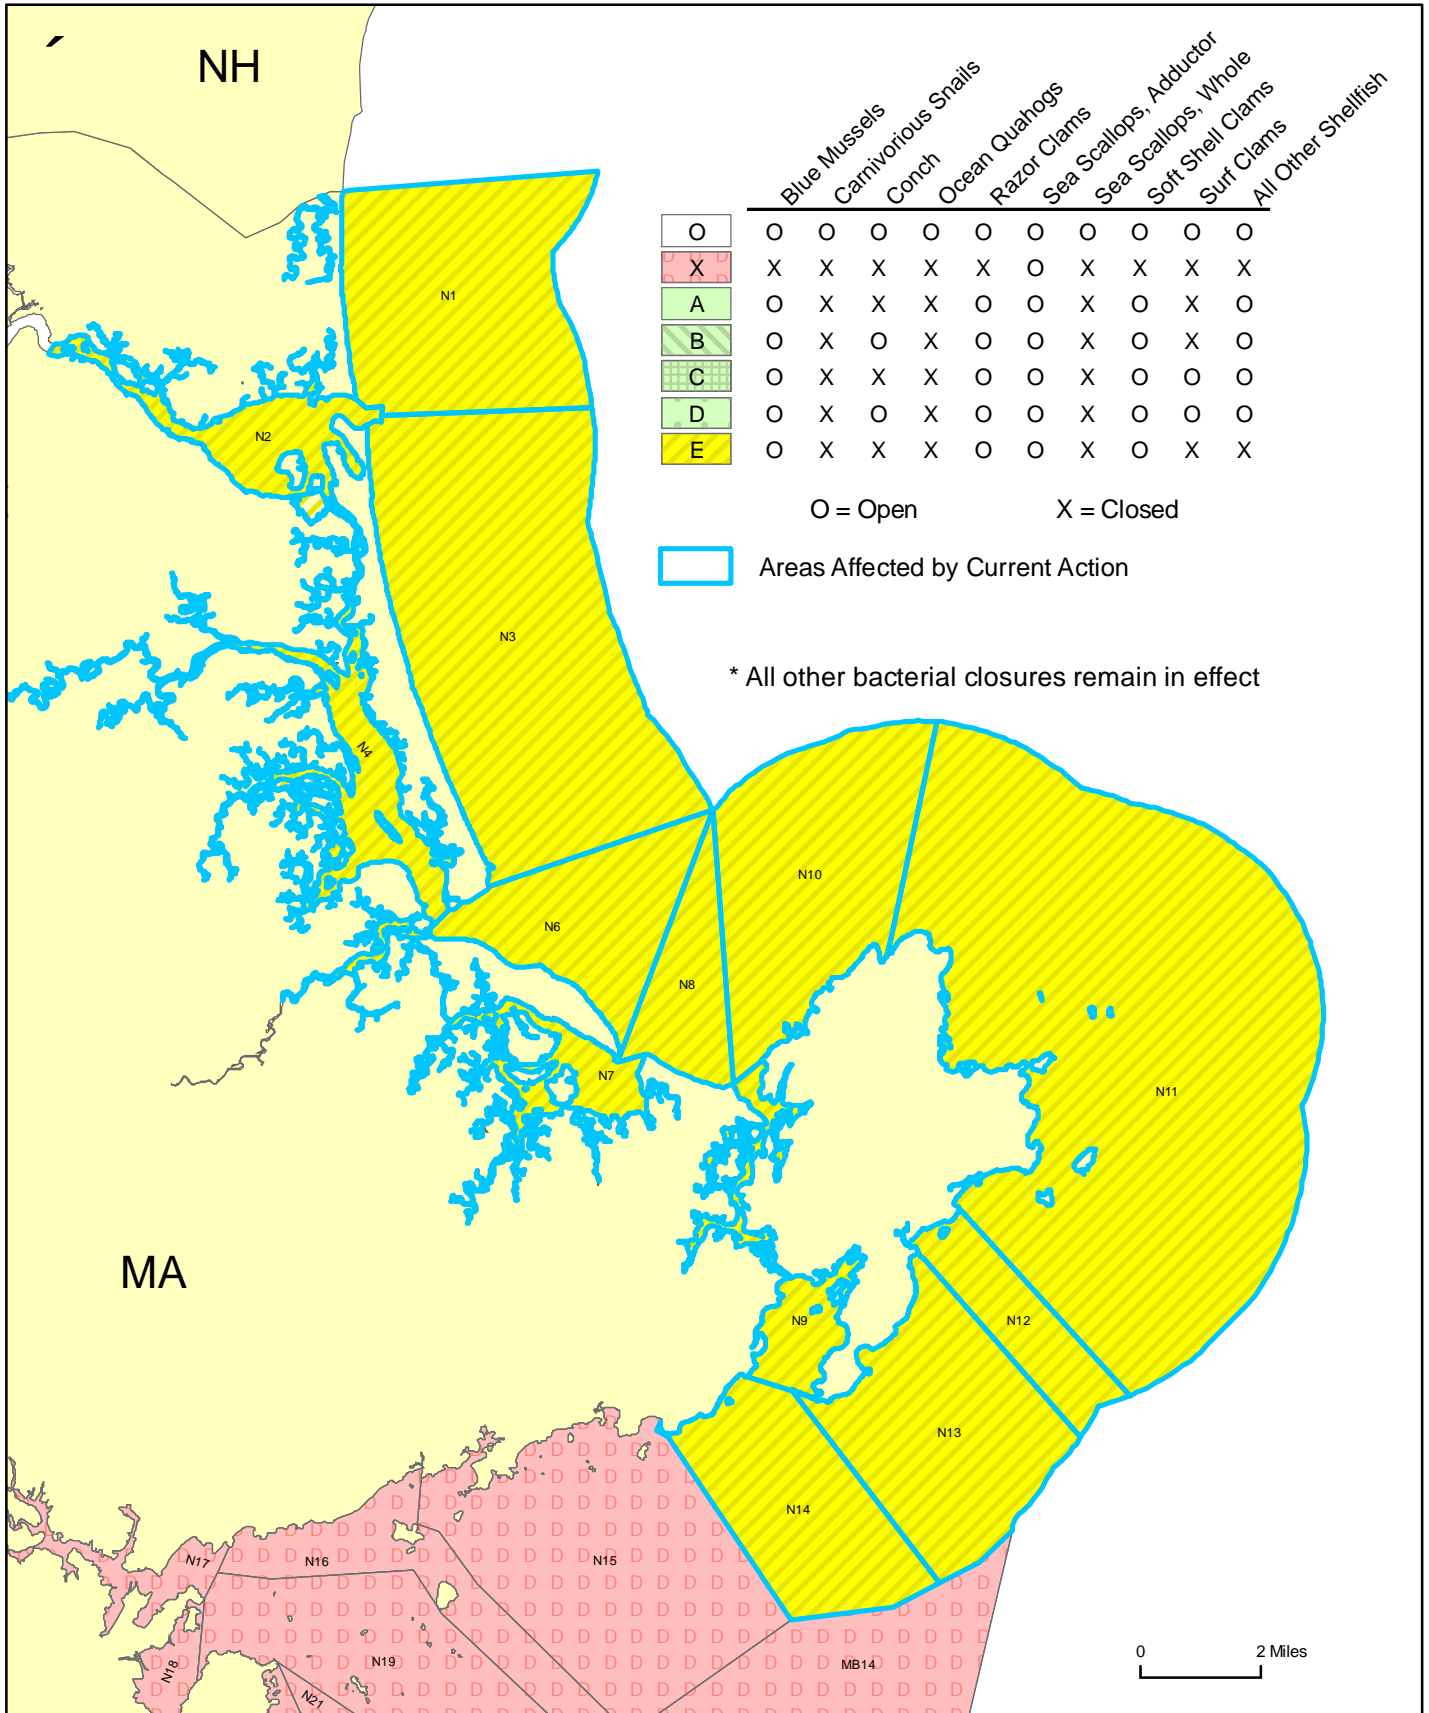 NH
Blue Mussels
Carnivorious Snails
Conch
Ocean Quahogs
Razor Clams
Sea Scallops, Adductor
Sea Scallops, Whole
Soft Shell Clams
Surf Clams
All Other Shellfish
O O O O O O O O O O O
X X X X X X O X X X X
A O X X X O O X O X O
B O X O X O O X O X O
C O X X X O O X O O O
D O X O X O O X O O O
E O X X X O O X O X X
O = Open X = Closed
Areas Affected by Current Action
* All other bacterial closures remain in effect
N1
N2
N3
N4
N10
N6
N8
N7
N11
MA
N9
N12
N13
N14
N17
N16
N15
N18
N19
N21
MB14
0 2 Miles